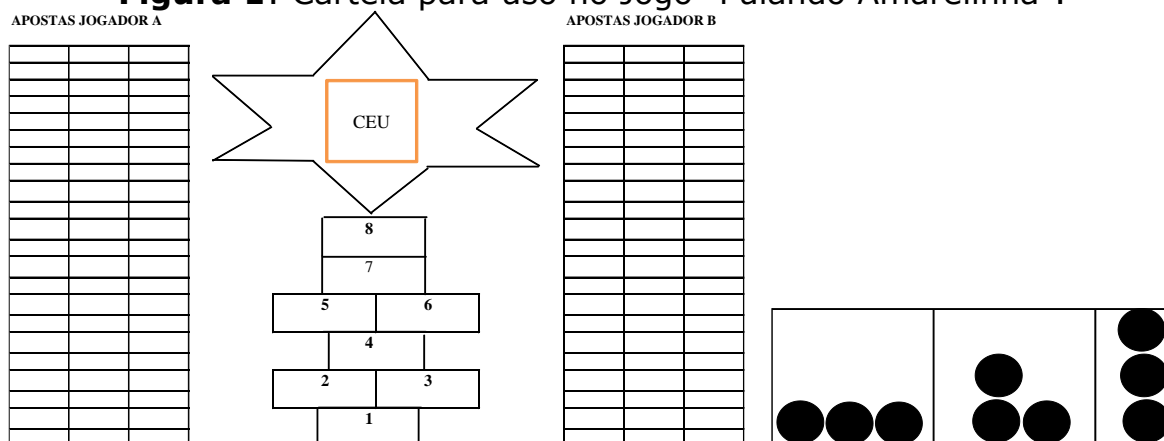 Figura 1: Cartela para uso no Jogo "Pulando Amarelinha".
APOSTAS JOGADOR A
APOSTAS JOGADOR B
CEU
8
7
5 6
4
2 3
1